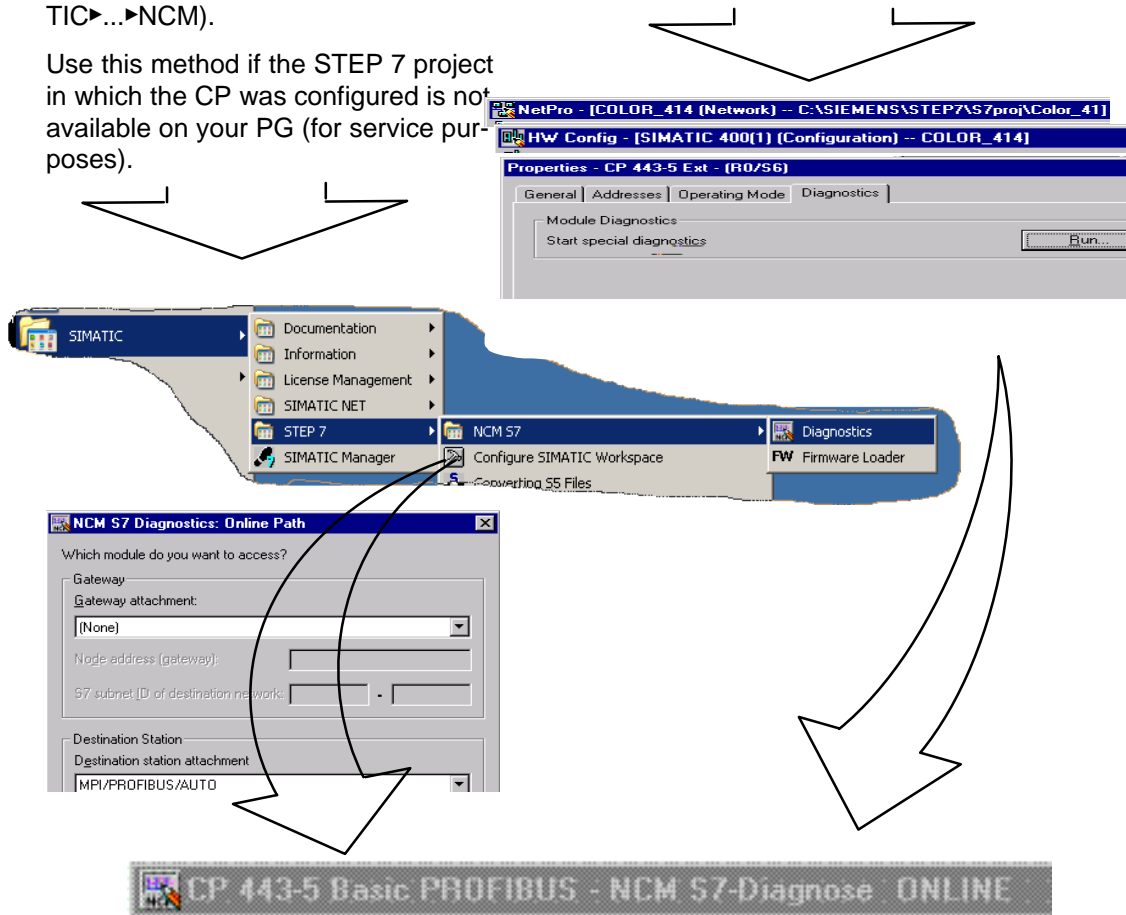 TIC▸...▸NCM).
Use this method if the STEP 7 project
in which the CP was configured is not
available on your PG (for service pur-
poses).
NetPro - [COLOR_414 (Network) -- C:\SIEMENS\STEP7\S7proj\Color_41]
HW Config - [SIMATIC 400(1) (Configuration) -- COLOR_414]
Properties - CP 443-5 Ext - (R0/S6)
General Addresses Operating Mode Diagnostics
Module Diagnostics
Start special diagnostics
Run...
SIMATIC
Documentation
Information
License Management
SIMATIC NET
STEP 7
SIMATIC Manager
NCM S7
Configure SIMATIC Workspace
Converting S5 Files
Diagnostics
FW Firmware Loader
NCM S7 Diagnostics: Online Path
Which module do you want to access?
Gateway
Gateway attachment:
(None)
Node address (gateway):
S7 subnet ID of destination network: -
Destination Station
Destination station attachment
MPI/PROFIBUS/AUTO
CP 443-5 Basic PROFIBUS - NCM S7-Diagnose : ONLINE